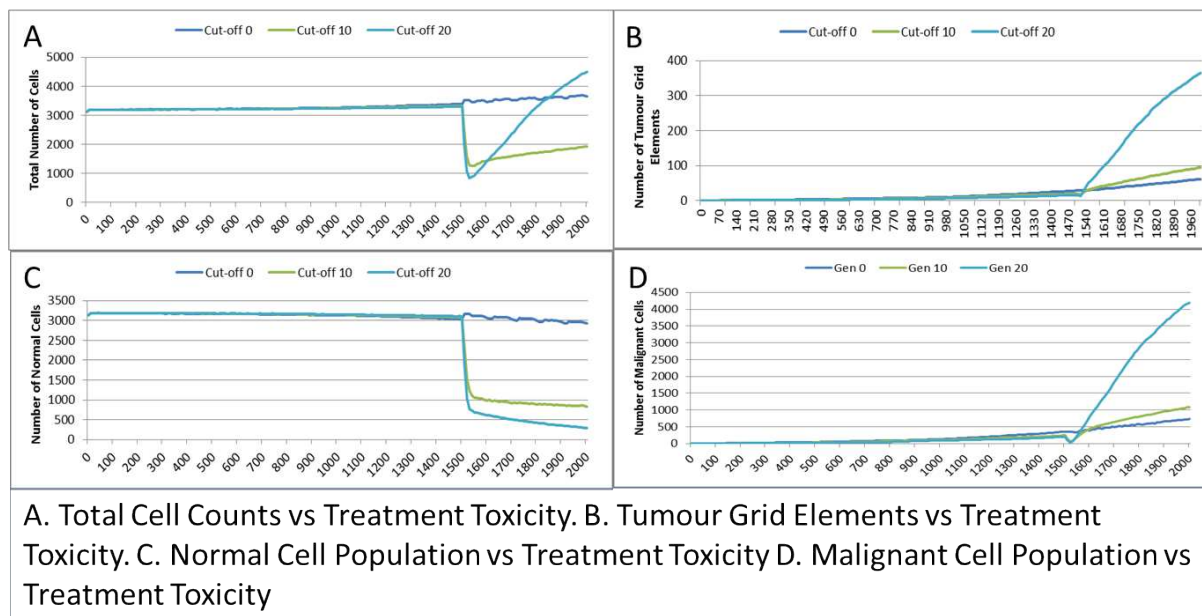 A
Cut-off 0 Cut-off 10 Cut-off 20
Total Number of Cells
5000
4000
3000
2000
1000
0
0 100 200 300 400 500 600 700 800 900 1000 1100 1200 1300 1400 1500 1600 1700 1800 1900 2000
B
Cut-off 0 Cut-off 10 Cut-off 20
Number of Tumour Grid
Elements
400
300
200
100
0
0 70 140 210 280 350 420 490 560 630 700 770 840 910 980 1050 1120 1190 1260 1330 1400 1470 1540 1610 1680 1750 1820 1890 1960
C
Cut-off 0 Cut-off 10 Cut-off 20
Number of Normal Cells
3500
3000
2500
2000
1500
1000
500
0
0 100 200 300 400 500 600 700 800 900 1000 1100 1200 1300 1400 1500 1600 1700 1800 1900 2000
D
Gen 0 Gen 10 Gen 20
Number of Malignant Cells
4500
4000
3500
3000
2500
2000
1500
1000
500
0
0 100 200 300 400 500 600 700 800 900 1000 1100 1200 1300 1400 1500 1600 1700 1800 1900 2000
A. Total Cell Counts vs Treatment Toxicity. B. Tumour Grid Elements vs Treatment
Toxicity. C. Normal Cell Population vs Treatment Toxicity D. Malignant Cell Population vs
Treatment Toxicity